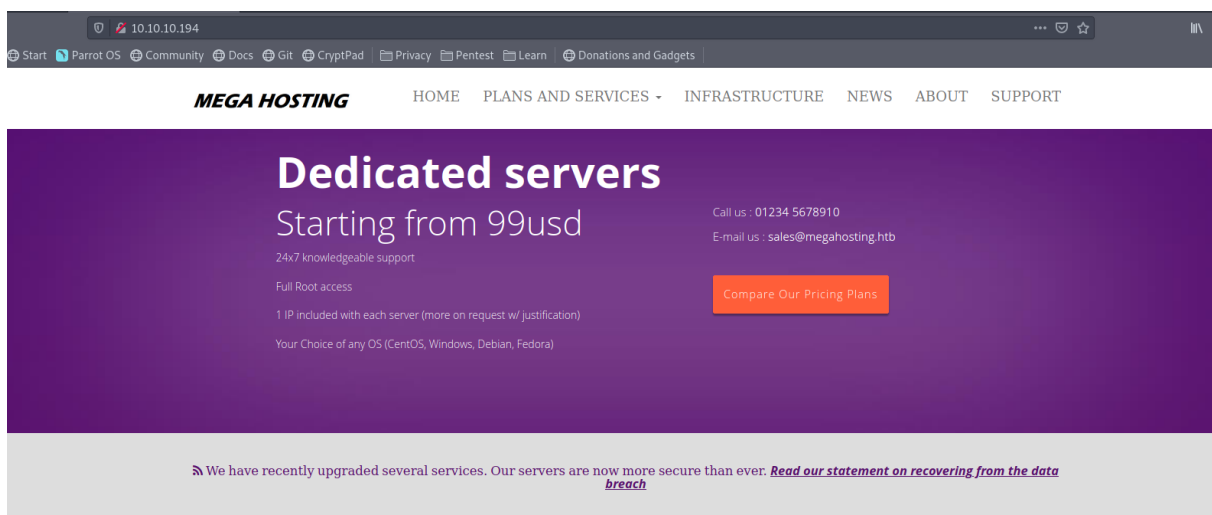 10.10.10.194
Start Parrot OS Community Docs Git CryptPad Privacy Pentest Learn Donations and Gadgets
MEGA HOSTING HOME PLANS AND SERVICES INFRASTRUCTURE NEWS ABOUT SUPPORT
Dedicated servers
Starting from 99usd
24x7 knowledgeable support
Full Root access
1 IP included with each server (more on request w/ justification)
Your Choice of any OS (CentOS, Windows, Debian, Fedora)
Call us : 01234 5678910
E-mail us : sales@megahosting.htb
Compare Our Pricing Plans
We have recently upgraded several services. Our servers are now more secure than ever. Read our statement on recovering from the data
breach